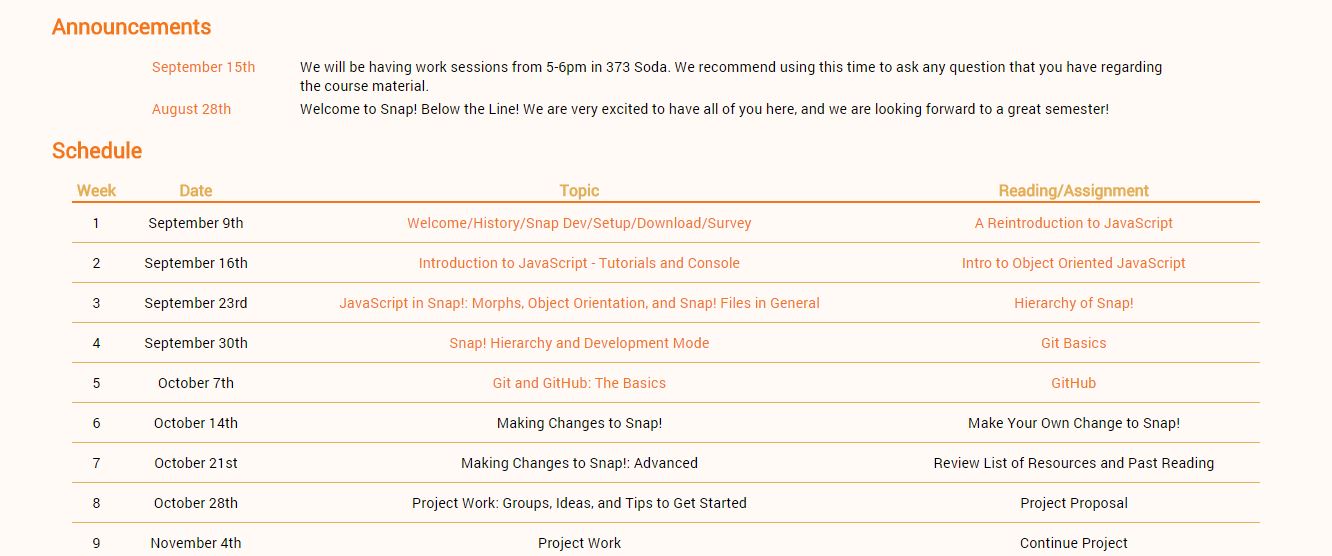 Announcements
September 15th We will be having work sessions from 5-6pm in 373 Soda. We recommend using this time to ask any question that you have regarding
the course material.
August 28th Welcome to Snap! Below the Line! We are very excited to have all of you here, and we are looking forward to a great semester!
Schedule
Week Date Topic Reading/Assignment
1 September 9th Welcome/History/Snap Dev/Setup/Download/Survey A Reintroduction to JavaScript
2 September 16th Introduction to JavaScript - Tutorials and Console Intro to Object Oriented JavaScript
3 September 23rd JavaScript in Snap!: Morphs, Object Orientation, and Snap! Files in General Hierarchy of Snap!
4 September 30th Snap! Hierarchy and Development Mode Git Basics
5 October 7th Git and GitHub: The Basics GitHub
6 October 14th Making Changes to Snap! Make Your Own Change to Snap!
7 October 21st Making Changes to Snap!: Advanced Review List of Resources and Past Reading
8 October 28th Project Work: Groups, Ideas, and Tips to Get Started Project Proposal
9 November 4th Project Work Continue Project